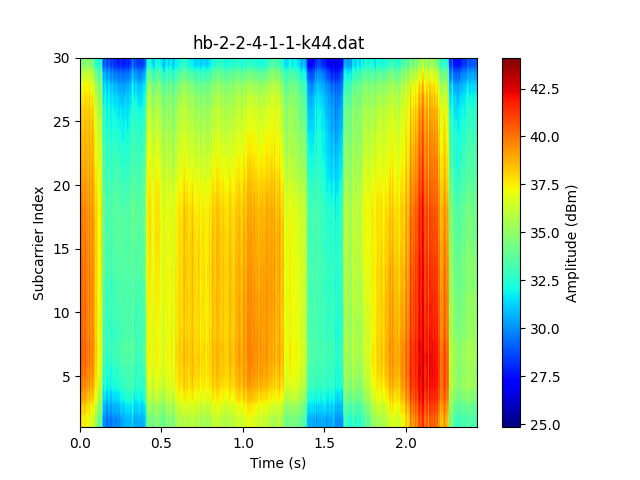 hb-2-2-4-1-1-k44.dat
30
25
20
15
10
5
Subcarrier Index
0.0 0.5 1.0 1.5 2.0
Time (s)
42.5
40.0
37.5
35.0
32.5
30.0
27.5
25.0
Amplitude (dBm)